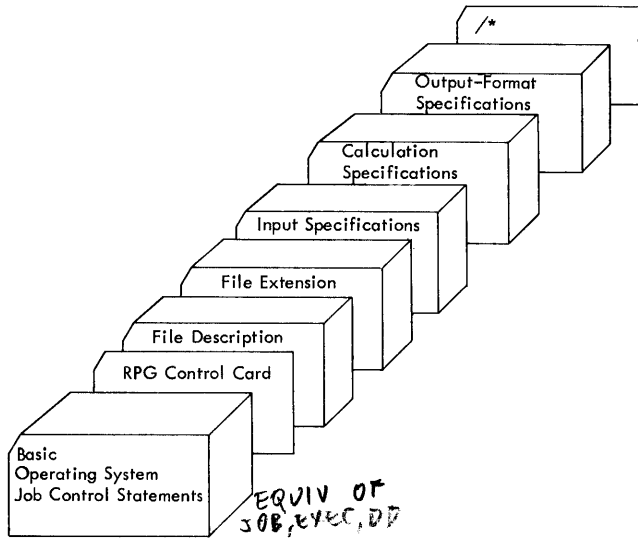 /*
Output-Format
Specifications
Calculation
Specifications
Input Specifications
File Extension
File Description
RPG Control Card
Basic
Operating System
Job Control Statements
EQUIV OF
JOB, EXEC, DD